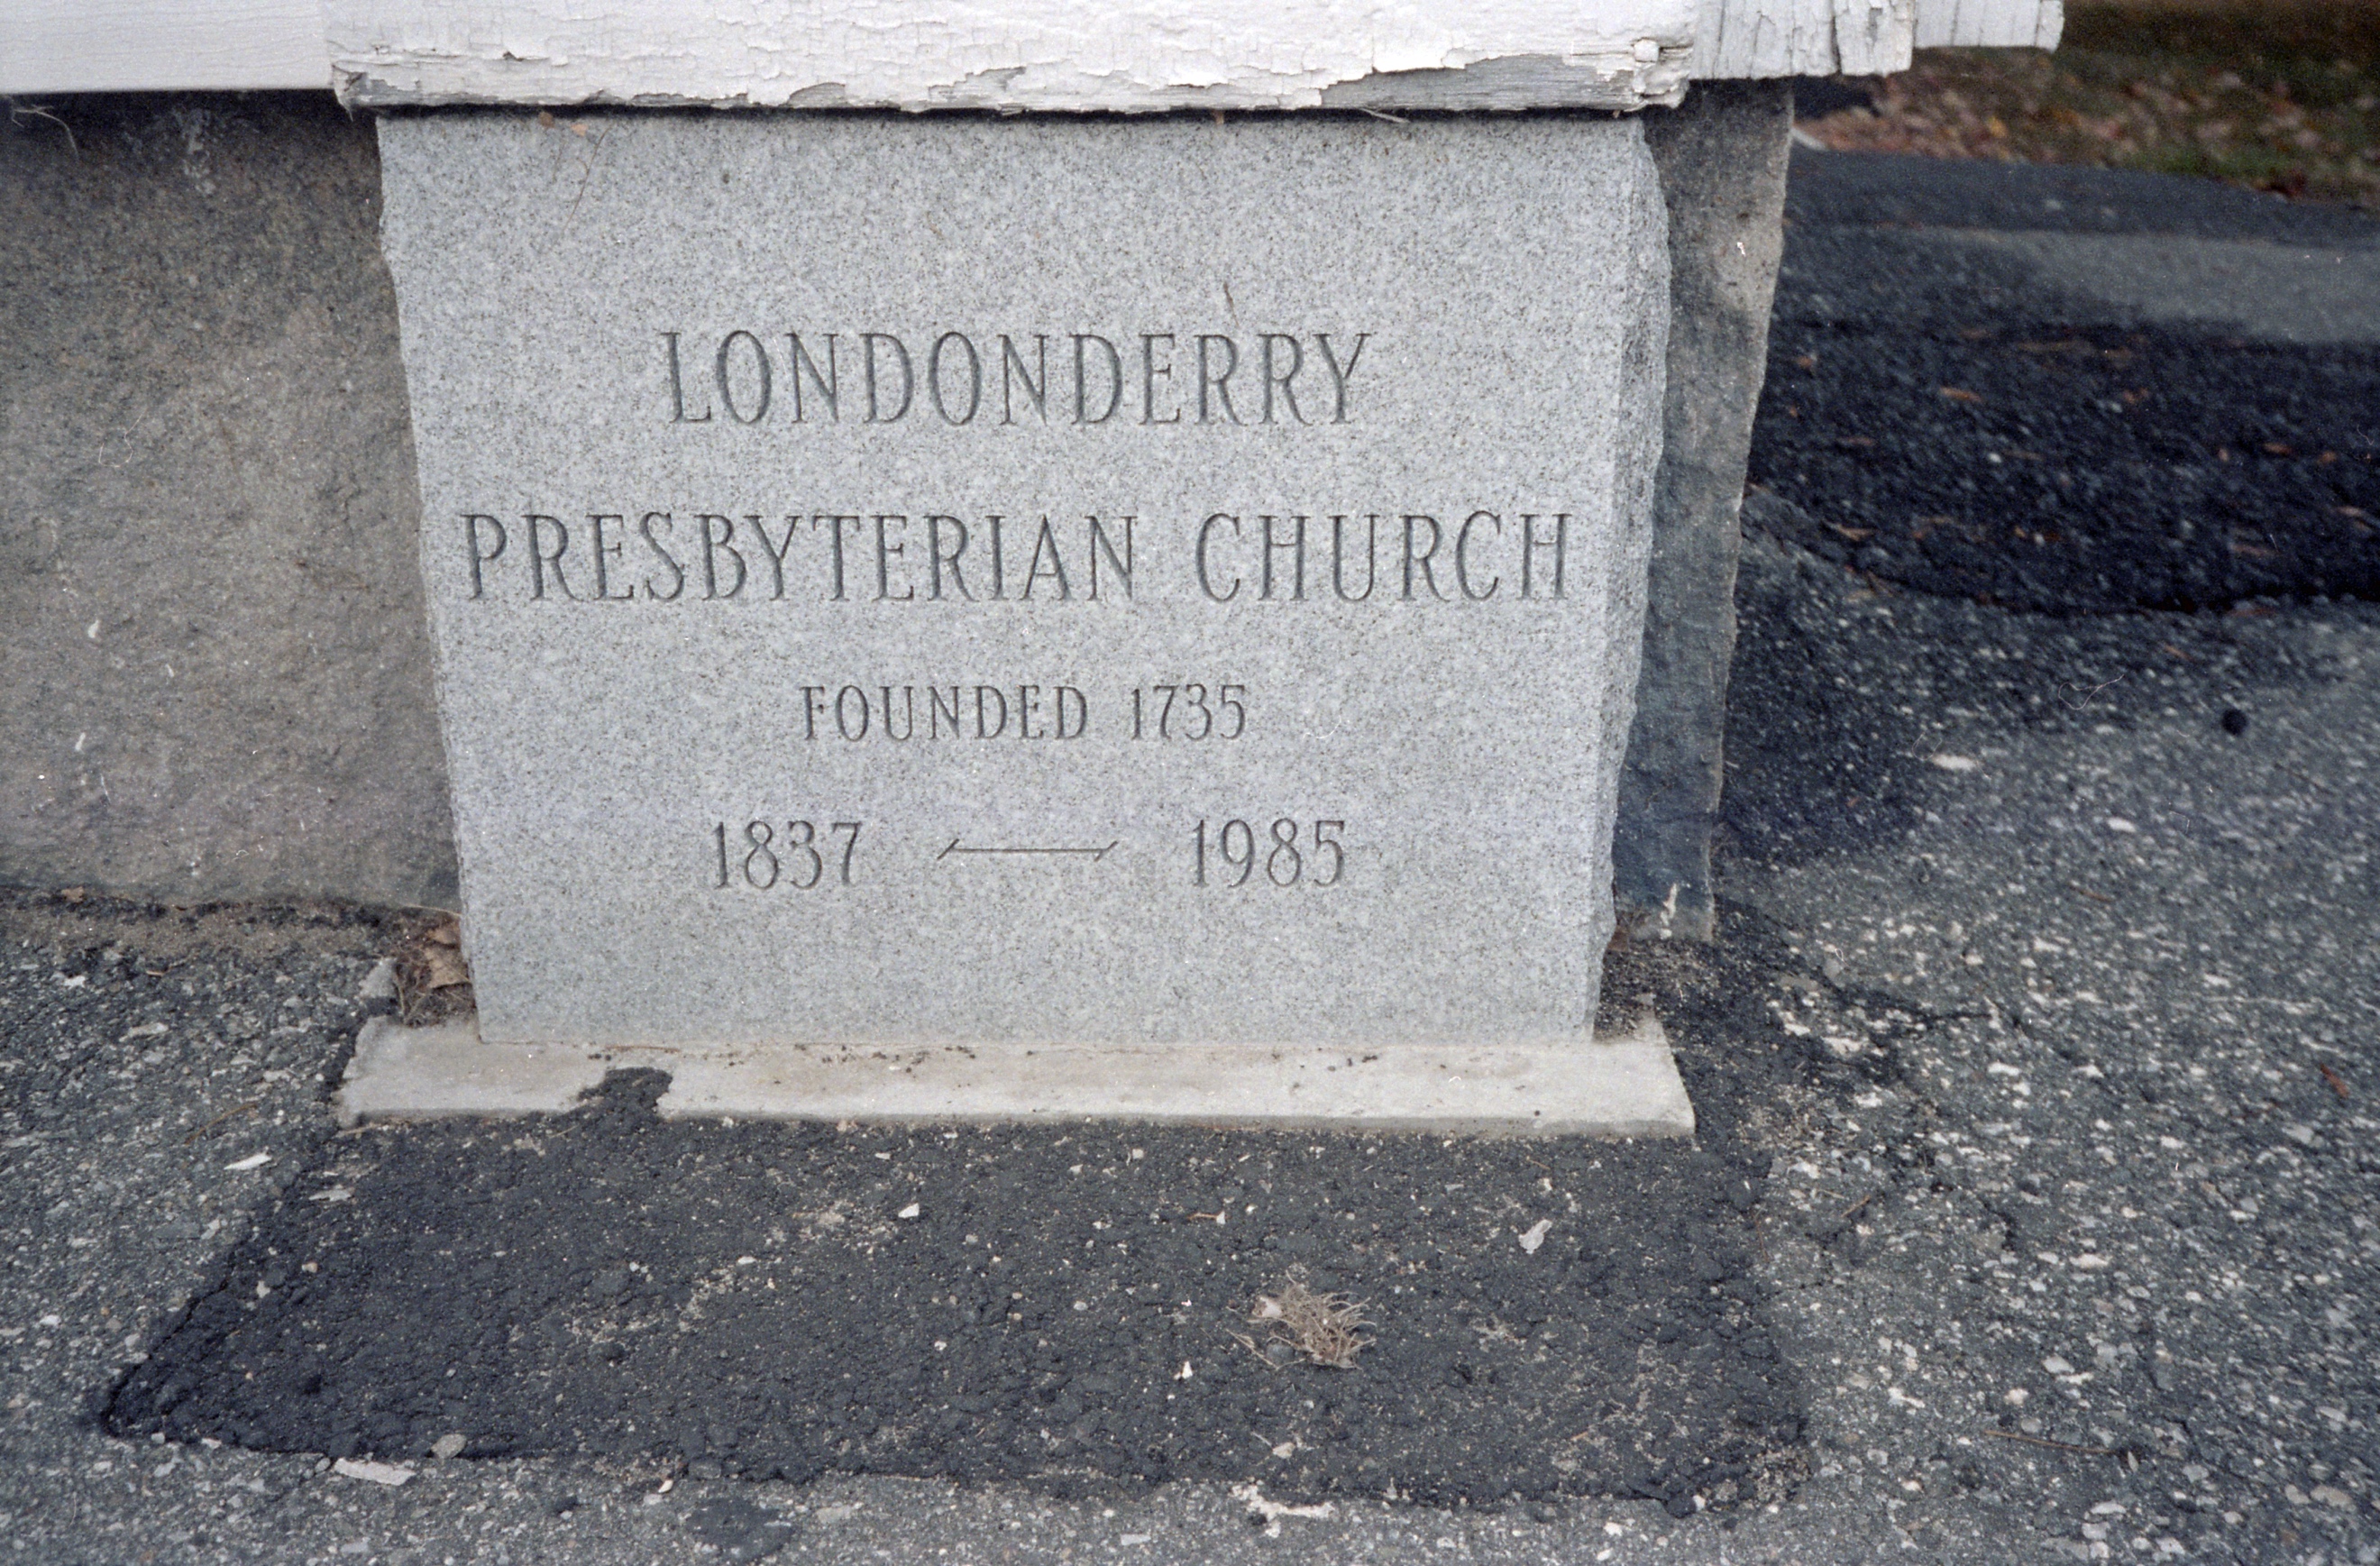 LONDONDERRY
PRESBYTERIAN CHURCH
FOUNDED 1735
1837 — 1985